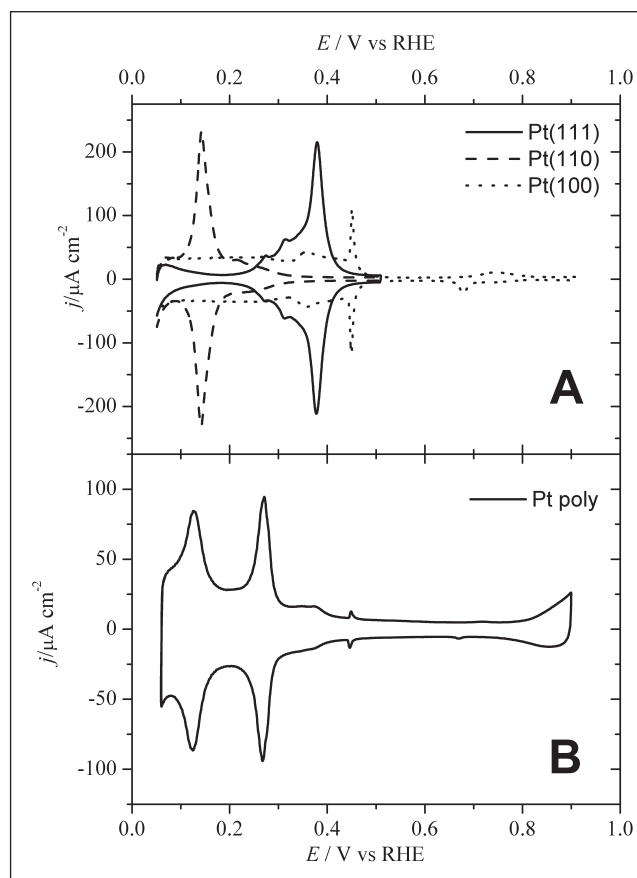 E / V vs RHE
0.0 0.2 0.4 0.6 0.8 1.0
200
100
0
-100
-200
j/µA cm-2
Pt(111)
Pt(110)
Pt(100)
A
100
50
0
-50
-100
j/µA cm-2
Pt poly
B
0.0 0.2 0.4 0.6 0.8 1.0
E / V vs RHE